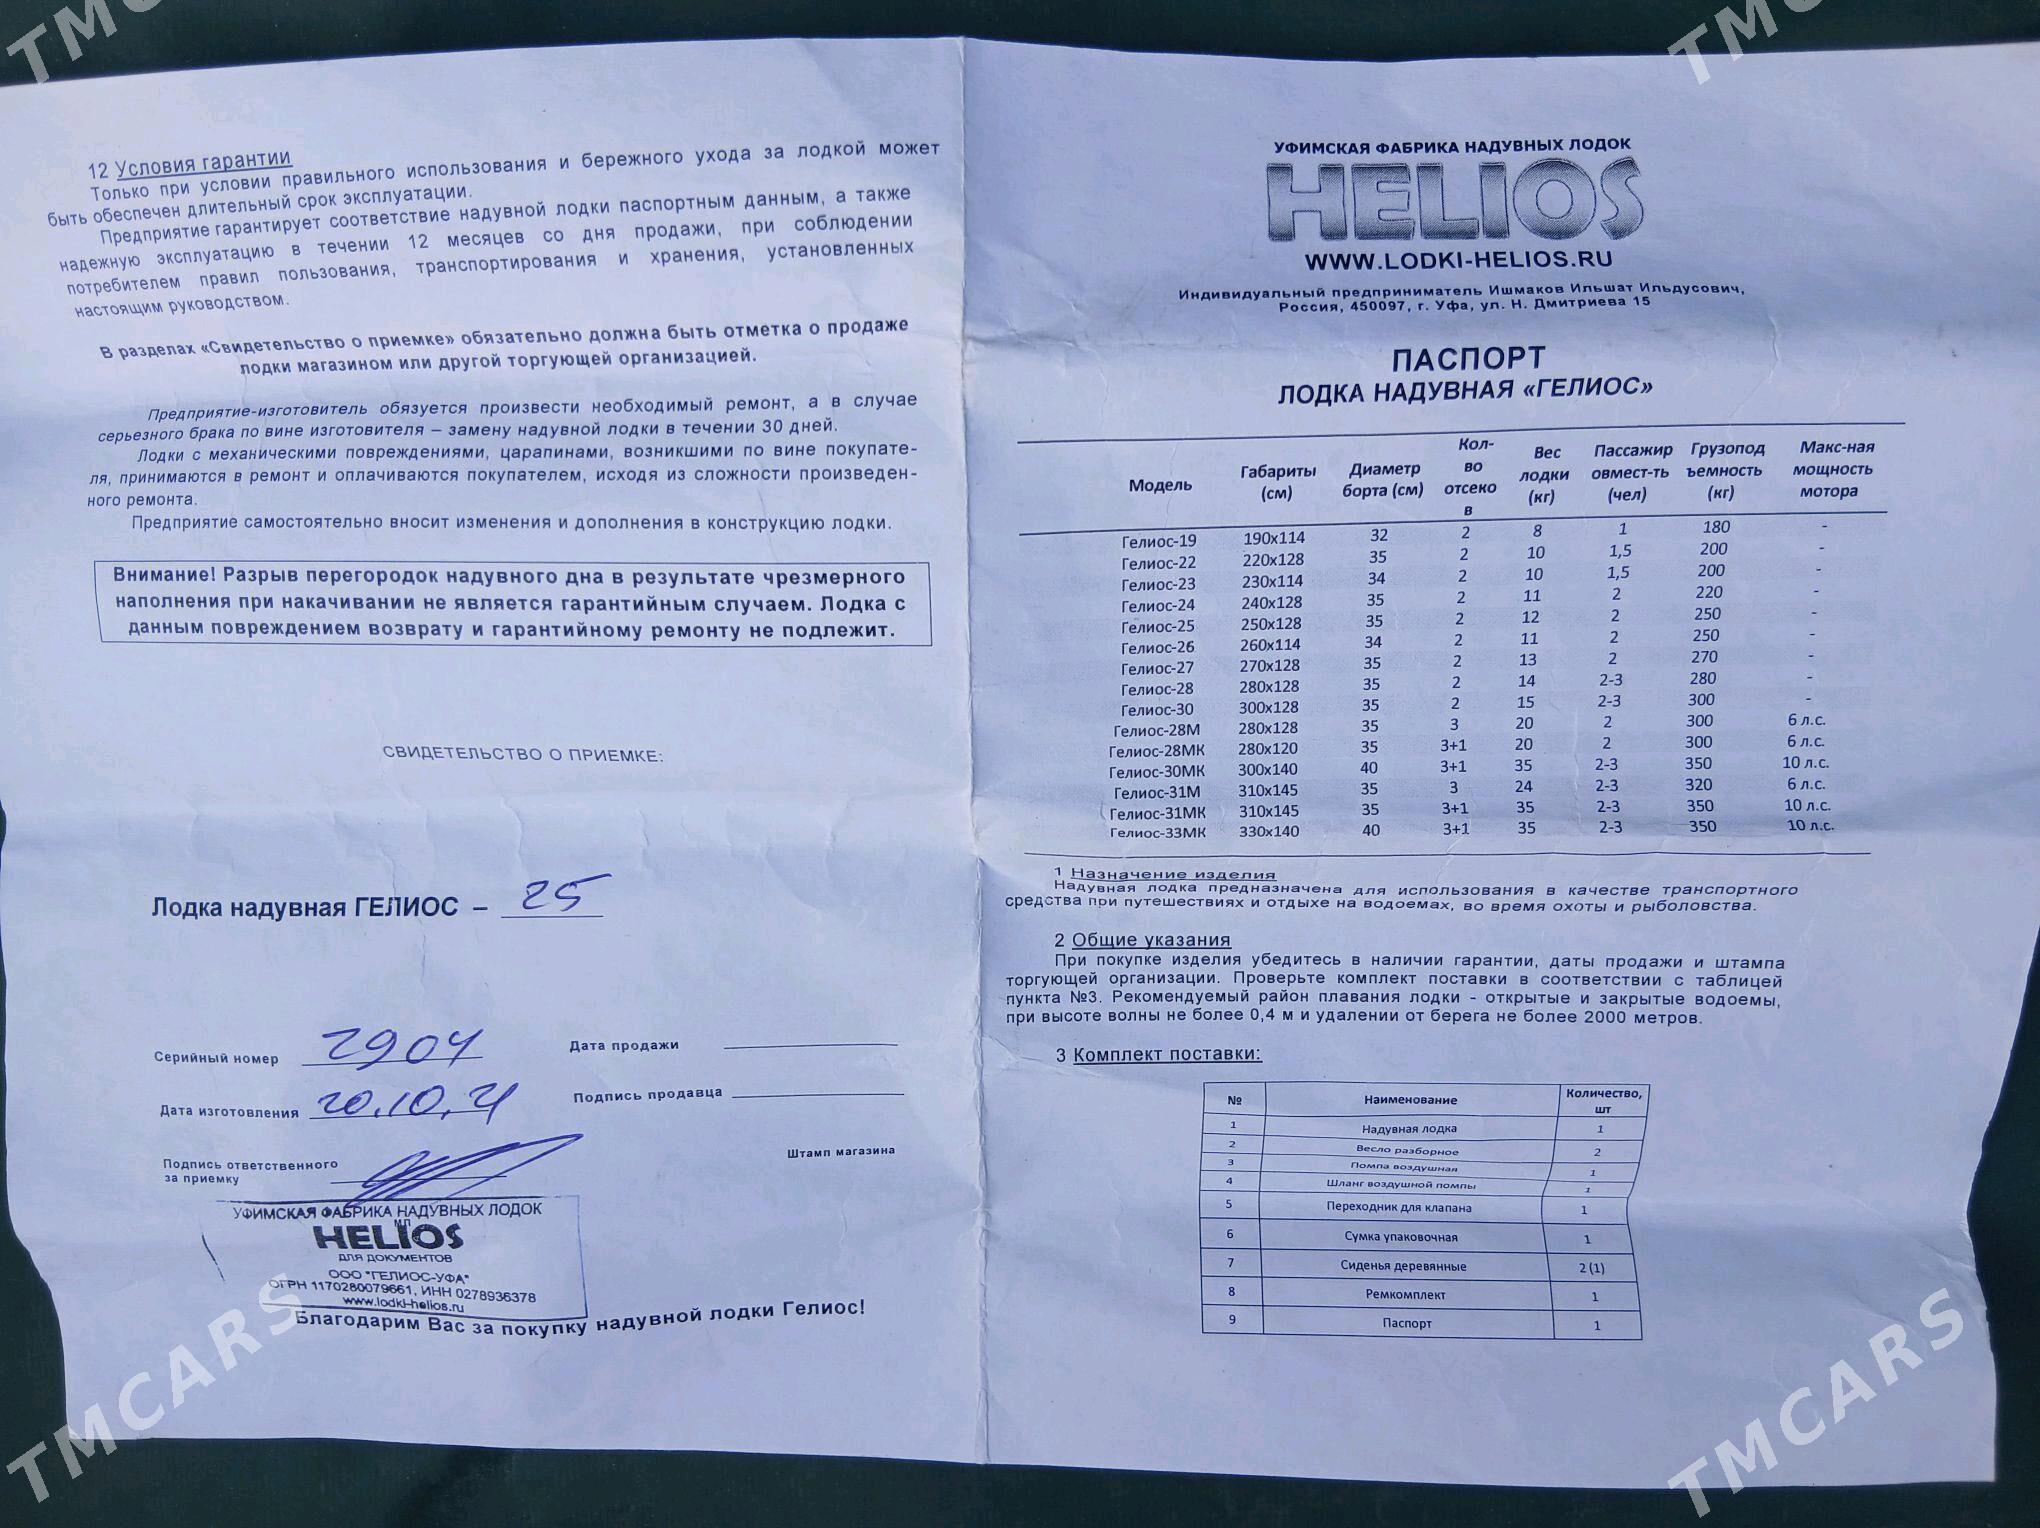 12 Условия гарантии
Только при условии правильного использования и бережного ухода за лодкой может
быть обеспечен длительный срок эксплуатации.
Предприятие гарантирует соответствие надувной лодки паспортным данным, а также
надежную эксплуатацию в течении 12 месяцев со дня продажи, при соблюдении
потребителем правил пользования, транспортирования и хранения, установленных
настоящим руководством.
В разделах «Свидетельство о приемке» обязательно должна быть отметка о продаже
лодки магазином или другой торгующей организацией.
Предприятие-изготовитель обязуется произвести необходимый ремонт, а в случае
серьезного брака по вине изготовителя – замену надувной лодки в течении 30 дней.
Лодки с механическими повреждениями, царапинами, возникшими по вине покупате-
ля, принимаются в ремонт и оплачиваются покупателем, исходя из сложности произведен-
ного ремонта.
Предприятие самостоятельно вносит изменения и дополнения в конструкцию лодки.
Внимание! Разрыв перегородок надувного дна в результате чрезмерного
наполнения при накачивании не является гарантийным случаем. Лодка с
данным повреждением возврату и гарантийному ремонту не подлежит.
СВИДЕТЕЛЬСТВО О ПРИЕМКЕ:
Лодка надувная ГЕЛИОС – 25
Серийный номер 2904
Дата продажи
Дата изготовления 20.10.21
Подпись продавца
Подпись ответственного
за приемку
Штамп магазина
УФИМСКАЯ ФАБРИКА НАДУВНЫХ ЛОДОК
МП
HELIOS
ДЛЯ ДОКУМЕНТОВ
ООО "ГЕЛИОС-УФА"
ОГРН 1170280079661, ИНН 0278936378
www.lodki-helios.ru
Благодарим Вас за покупку надувной лодки Гелиос!
УФИМСКАЯ ФАБРИКА НАДУВНЫХ ЛОДОК
HELIOS
WWW.LODKI-HELIOS.RU
Индивидуальный предприниматель Ишмаков Ильшат Ильдусович,
Россия, 450097, г. Уфа, ул. Н. Дмитриева 15
ПАСПОРТ
ЛОДКА НАДУВНАЯ «ГЕЛИОС»
Модель Габариты (см) Диаметр борта (см) Кол-во отсеков Вес лодки (кг) Пассажировмест-ть (чел) Грузоподъемность (кг) Макс-ная мощность мотора
Гелиос-19 190x114 32 2 8 1 180 -
Гелиос-22 220x128 35 2 10 1,5 200 -
Гелиос-23 230x114 34 2 10 1,5 200 -
Гелиос-24 240x128 35 2 11 2 220 -
Гелиос-25 250x128 35 2 12 2 250 -
Гелиос-26 260x114 34 2 11 2 250 -
Гелиос-27 270x128 35 2 13 2 270 -
Гелиос-28 280x128 35 2 14 2-3 280 -
Гелиос-30 300x128 35 2 15 2-3 300 -
Гелиос-28М 280x128 35 3 20 2 300 6 л.с.
Гелиос-28МК 280x120 35 3+1 20 2 300 6 л.с.
Гелиос-30МК 300x140 40 3+1 35 2-3 350 10 л.с.
Гелиос-31М 310x145 35 3 24 2-3 320 6 л.с.
Гелиос-31МК 310x145 35 3+1 35 2-3 350 10 л.с.
Гелиос-33МК 330x140 40 3+1 35 2-3 350 10 л.с.
1 Назначение изделия
Надувная лодка предназначена для использования в качестве транспортного
средства при путешествиях и отдыхе на водоемах, во время охоты и рыболовства.
2 Общие указания
При покупке изделия убедитесь в наличии гарантии, даты продажи и штампа
торгующей организации. Проверьте комплект поставки в соответствии с таблицей
пункта №3. Рекомендуемый район плавания лодки - открытые и закрытые водоемы,
при высоте волны не более 0,4 м и удалении от берега не более 2000 метров.
3 Комплект поставки:
№ Наименование Количество, шт
1 Надувная лодка 1
2 Весло разборное 2
3 Помпа воздушная 1
4 Шланг воздушной помпы 1
5 Переходник для клапана 1
6 Сумка упаковочная 1
7 Сиденья деревянные 2 (1)
8 Ремкомплект 1
9 Паспорт 1
TMCARS
TMCARS